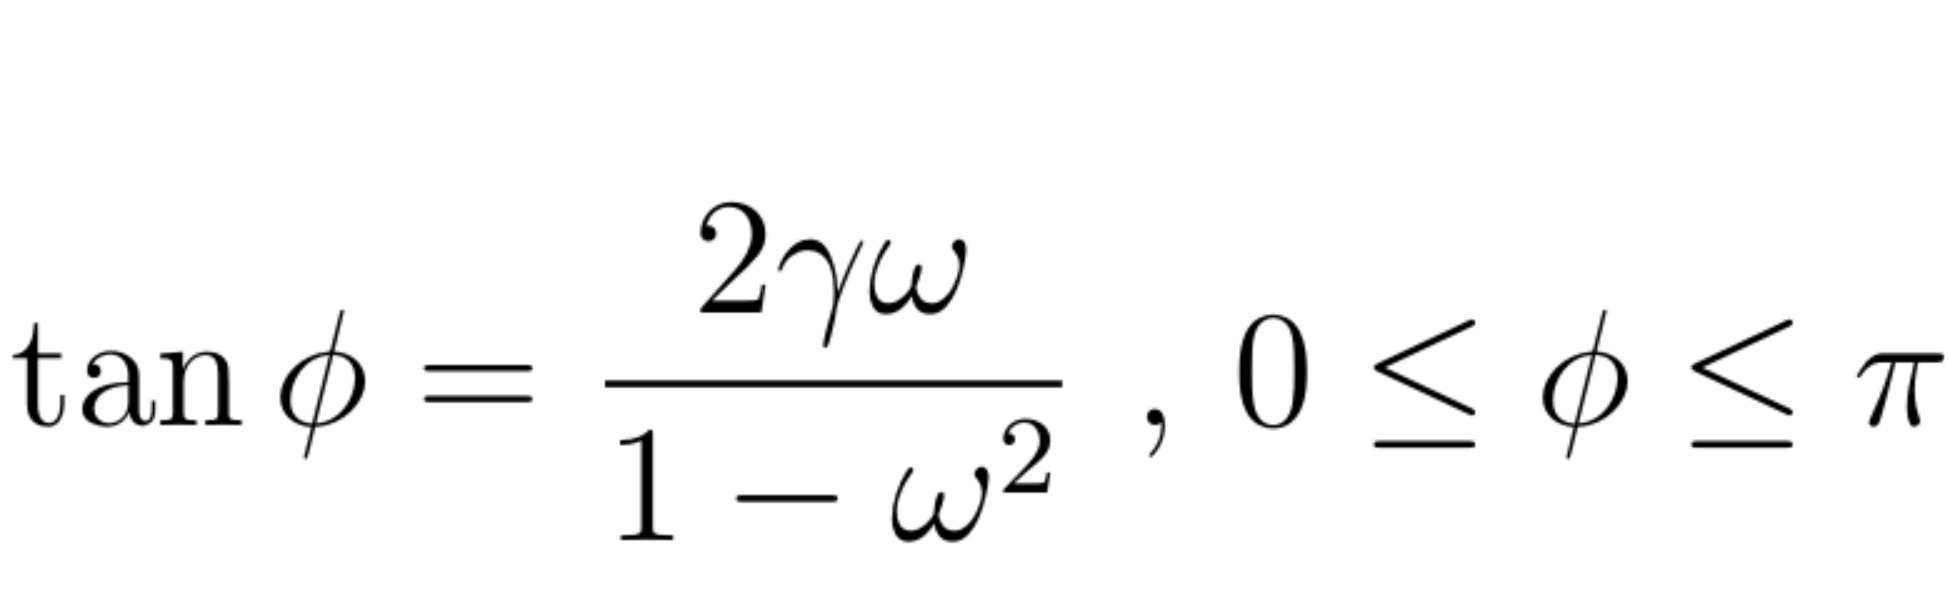 tan ϕ = 2γω / (1 − ω²) , 0 ≤ ϕ ≤ π